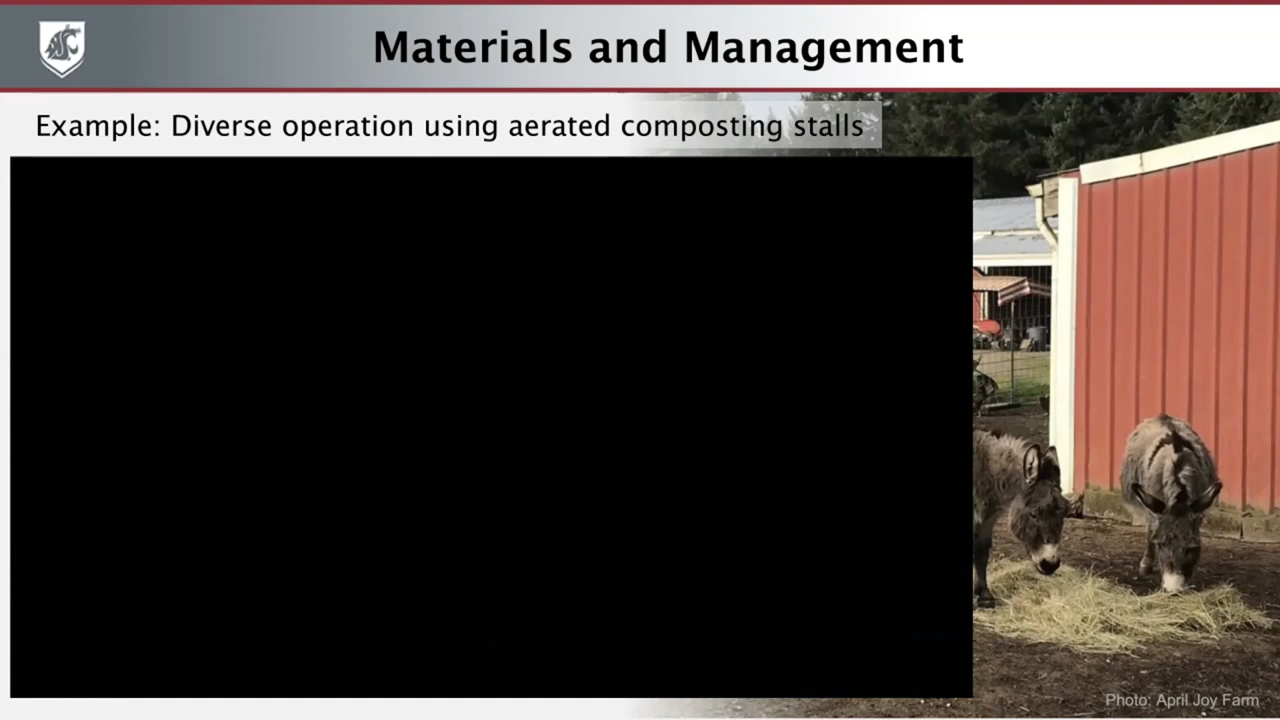 Materials and Management
Example: Diverse operation using aerated composting stalls
Photo: April Joy Farm